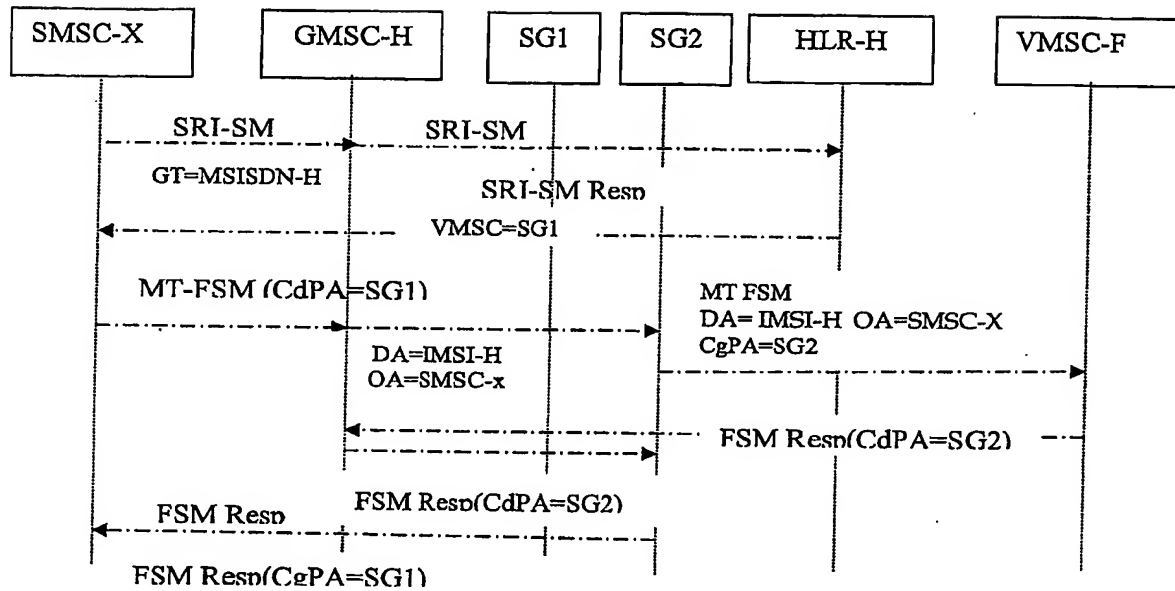 SMSC-X
GMSC-H
SG1
SG2
HLR-H
VMSC-F
SRI-SM
SRI-SM
GT=MSISDN-H
SRI-SM Resp
VMSC=SG1
MT-FSM (CdPA=SG1)
MT FSM
DA= IMSI-H OA=SMSC-X
CgPA=SG2
DA=IMSI-H
OA=SMSC-x
FSM Resp(CdPA=SG2)
FSM Resp(CdPA=SG2)
FSM Resp
FSM Resp(CgPA=SG1)